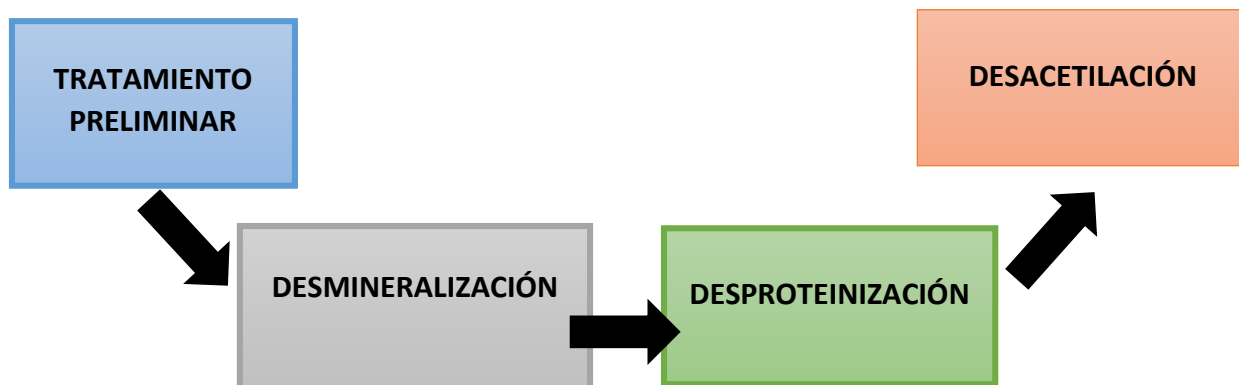 TRATAMIENTO
PRELIMINAR
DESMINERALIZACIÓN
DESPROTEINIZACIÓN
DESACETILACIÓN